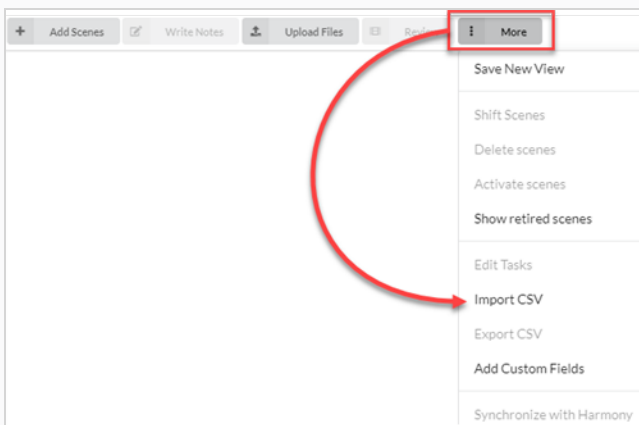 + Add Scenes Write Notes Upload Files Review More
Save New View
Shift Scenes
Delete scenes
Activate scenes
Show retired scenes
Edit Tasks
Import CSV
Export CSV
Add Custom Fields
Synchronize with Harmony